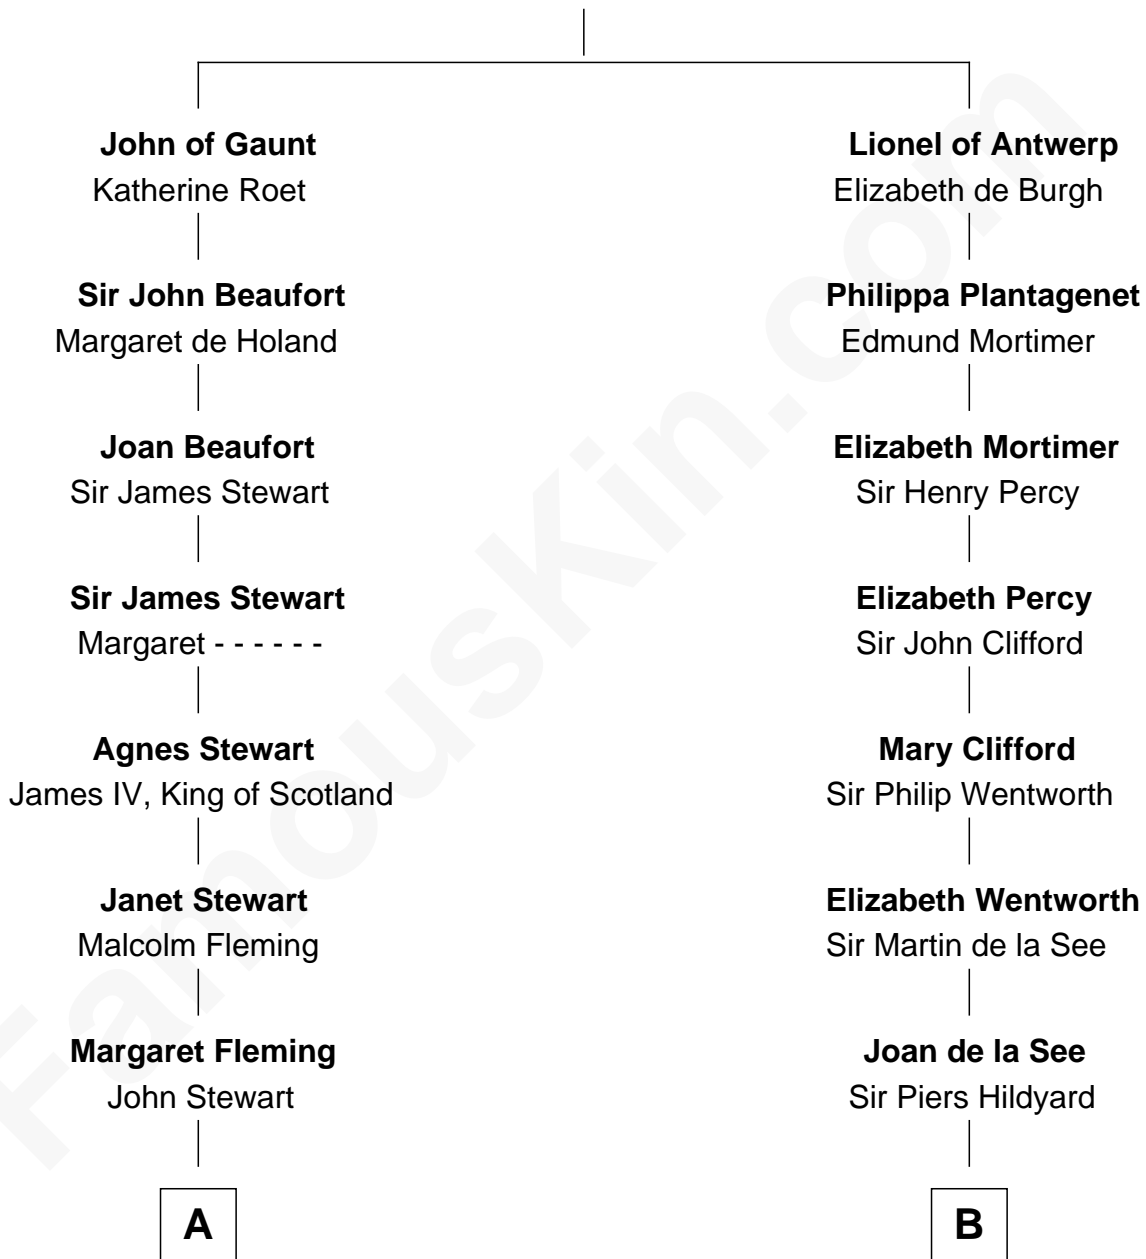 John of Gaunt
Katherine Roet
Sir John Beaufort
Margaret de Holand
Joan Beaufort
Sir James Stewart
Sir James Stewart
Margaret - - - - - -
Agnes Stewart
James IV, King of Scotland
Janet Stewart
Malcolm Fleming
Margaret Fleming
John Stewart
A
Lionel of Antwerp
Elizabeth de Burgh
Philippa Plantagenet
Edmund Mortimer
Elizabeth Mortimer
Sir Henry Percy
Elizabeth Percy
Sir John Clifford
Mary Clifford
Sir Philip Wentworth
Elizabeth Wentworth
Sir Martin de la See
Joan de la See
Sir Piers Hildyard
B
FamousKin.com